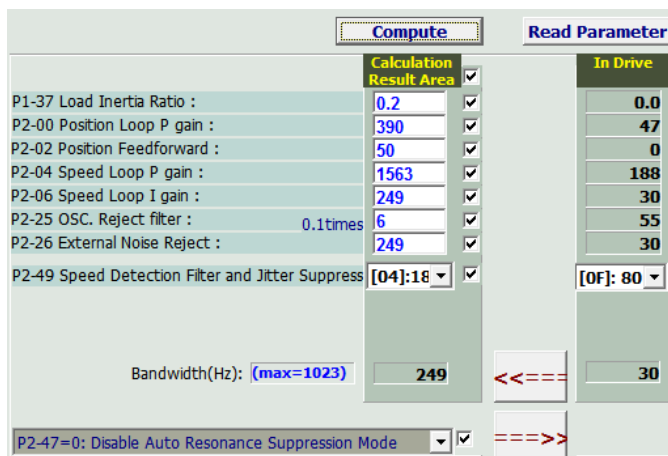 Compute Read Parameter
Calculation Result Area In Drive
P1-37 Load Inertia Ratio : 0.2 0.0
P2-00 Position Loop P gain : 390 47
P2-02 Position Feedforward : 50 0
P2-04 Speed Loop P gain : 1563 188
P2-06 Speed Loop I gain : 249 30
P2-25 OSC. Reject filter : 0.1times 6 55
P2-26 External Noise Reject : 249 30
P2-49 Speed Detection Filter and Jitter Suppress [04]:18 [0F]: 80
Bandwidth(Hz): (max=1023) 249 <<=== 30
P2-47=0: Disable Auto Resonance Suppression Mode ===>>